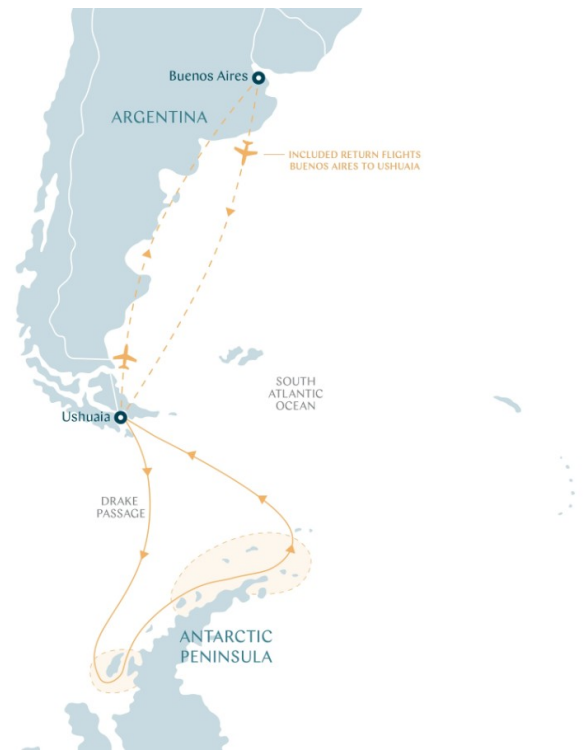 Buenos Aires
ARGENTINA
INCLUDED RETURN FLIGHTS
BUENOS AIRES TO USHUAIA
SOUTH
ATLANTIC
OCEAN
Ushuaia
DRAKE
PASSAGE
ANTARCTIC
PENINSULA